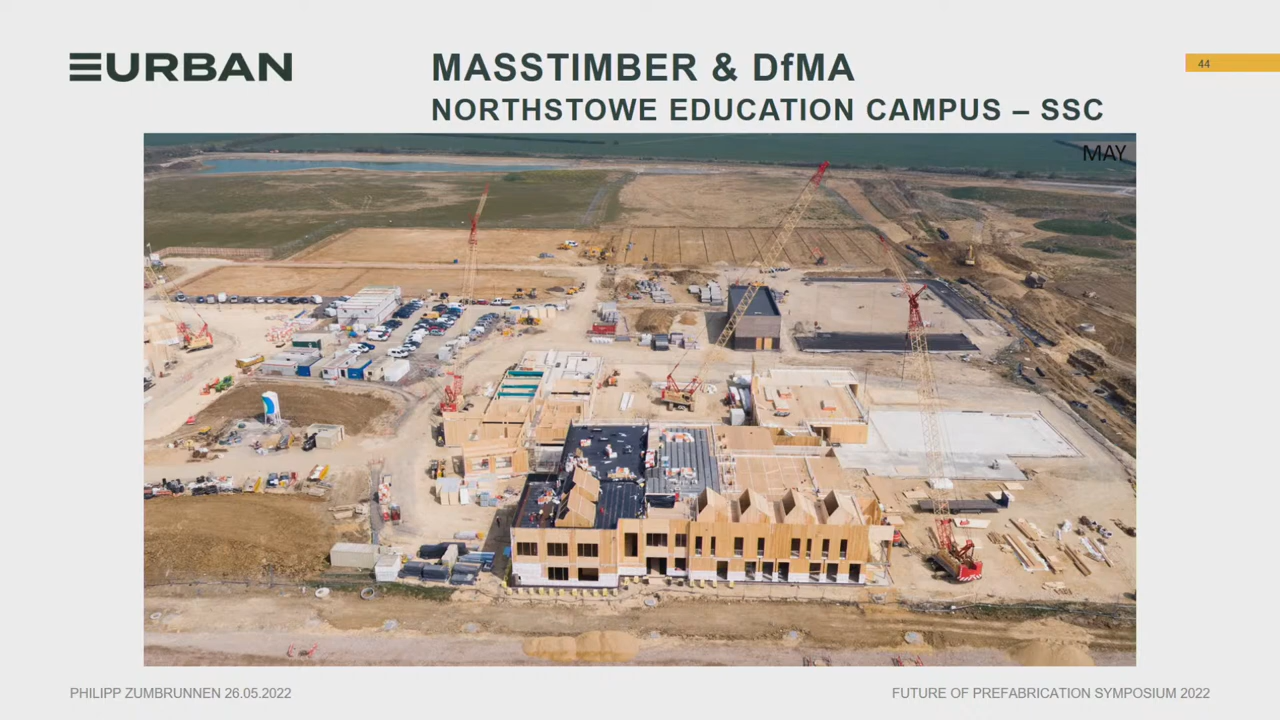 EURBAN
MASSTIMBER & DfMA
44
NORTHSTOWE EDUCATION CAMPUS – SSC
MAY
PHILIPP ZUMBRUNNEN 26.05.2022
FUTURE OF PREFABRICATION SYMPOSIUM 2022